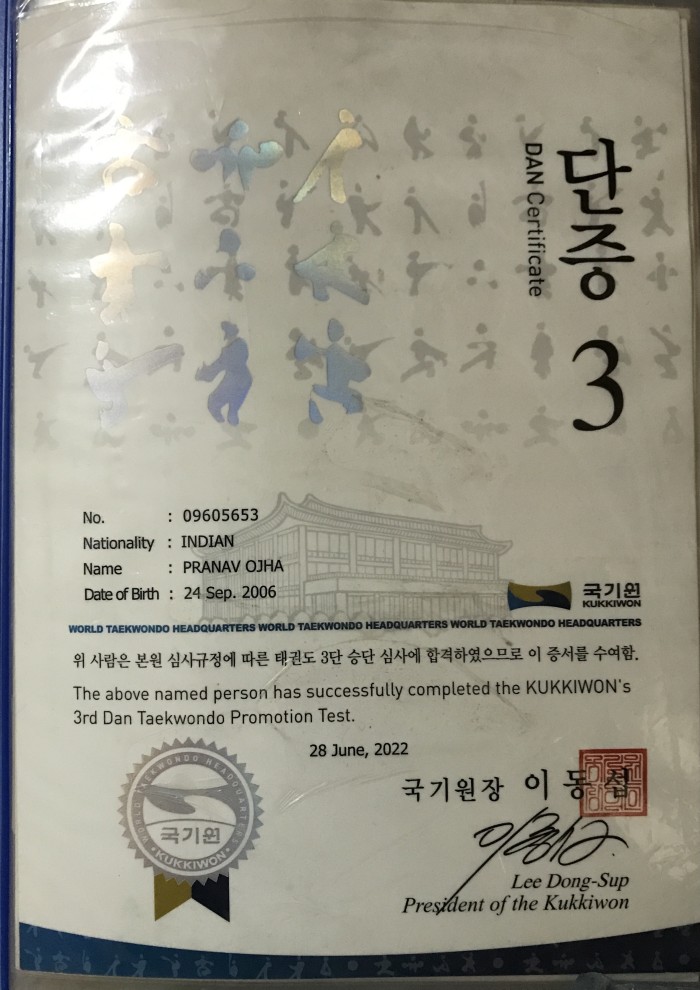 단증
DAN Certificate
3
No. : 09605653
Nationality : INDIAN
Name : PRANAV OJHA
Date of Birth : 24 Sep. 2006
국기원
KUKKIWON
WORLD TAEKWONDO HEADQUARTERS WORLD TAEKWONDO HEADQUARTERS WORLD TAEKWONDO HEADQUARTERS
위 사람은 본원 심사규정에 따른 태권도 3단 승단 심사에 합격하였으므로 이 증서를 수여함.
The above named person has successfully completed the KUKKIWON's
3rd Dan Taekwondo Promotion Test.
28 June, 2022
WORLD TAEKWONDO HEADQUARTERS
국기원
KUKKIWON
국기원장 이동섭
Lee Dong-Sup
President of the Kukkiwon